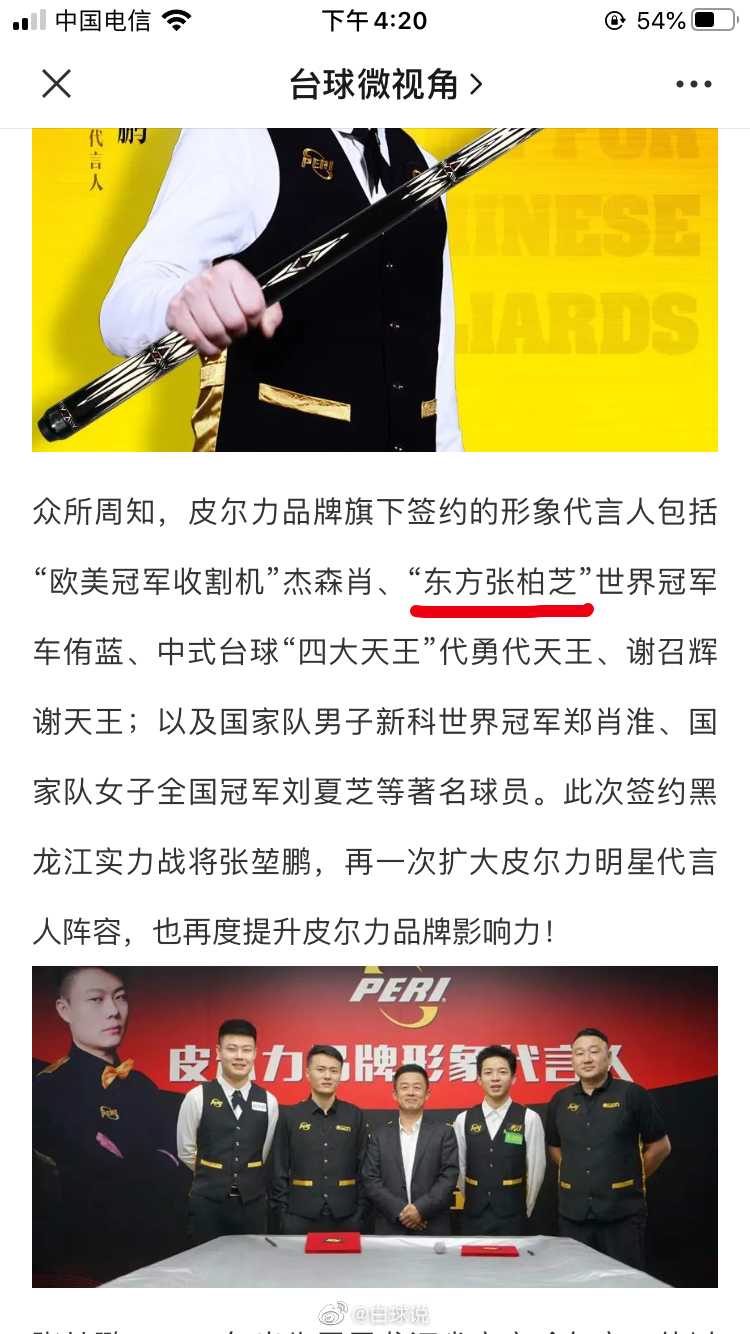 中国电信 下午4:20 54%
台球微视角
鹏
代言人
PERI
FOR
HINESE
LIARDS
众所周知，皮尔力品牌旗下签约的形象代言人包括
“欧美冠军收割机”杰森肖、“东方张柏芝”世界冠军
车侑蓝、中式台球“四大天王”代勇代天王、谢召辉
谢天王；以及国家队男子新科世界冠军郑肖淮、国
家队女子全国冠军刘夏芝等著名球员。此次签约黑
龙江实力战将张堃鹏，再一次扩大皮尔力明星代言
人阵容，也再度提升皮尔力品牌影响力！
PERI
皮尔力品牌形象代言人
PERI
PERI
@白球说